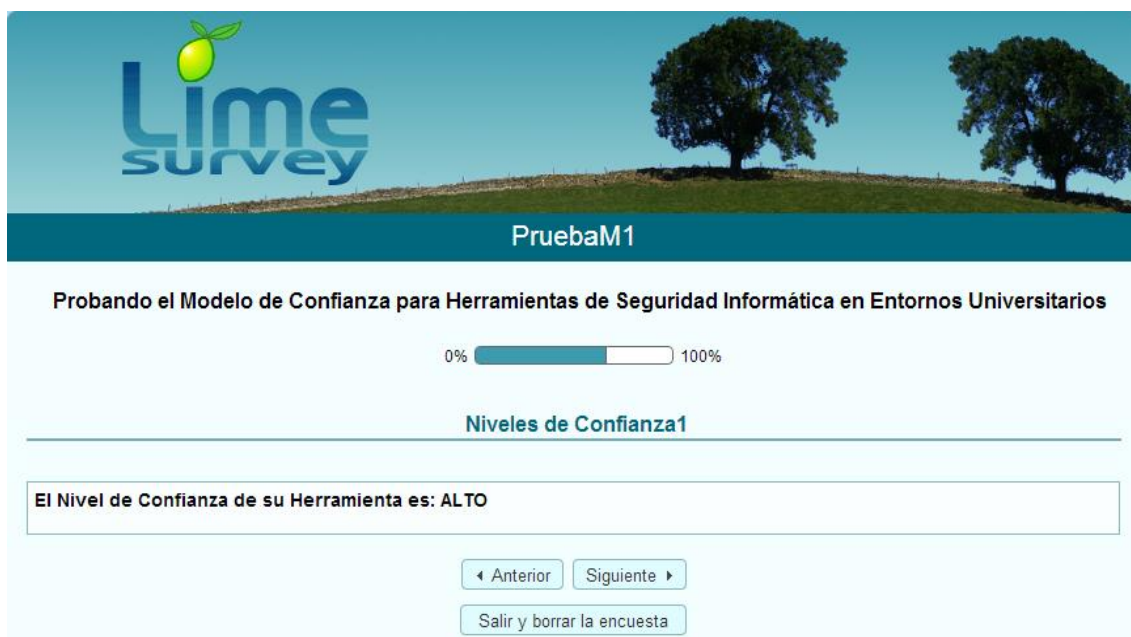 Lime
survey
PruebaM1
Probando el Modelo de Confianza para Herramientas de Seguridad Informática en Entornos Universitarios
0% 100%
Niveles de Confianza1
El Nivel de Confianza de su Herramienta es: ALTO
Anterior Siguiente
Salir y borrar la encuesta